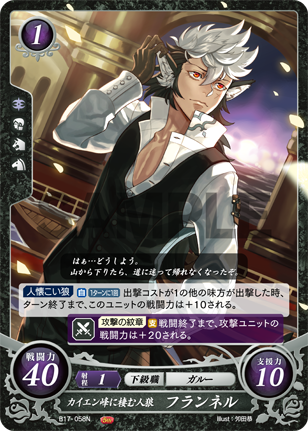 1
SAMPLE
はぁ…どうしよう。
山から下りたら、道に迷って帰れなくなったぞ。
人懐こい狼 自 1ターンに1回 出撃コストが1の他の味方が出撃した時、
ターン終了まで、このユニットの戦闘力は+10される。
攻撃の紋章 支 戦闘終了まで、攻撃ユニット
の戦闘力は+20される。
戦闘力 40
射程 1 下級職 ガルー
支援力 10
カイエン峰に棲む人狼 フランネル
B17-058N Illust:河田恭